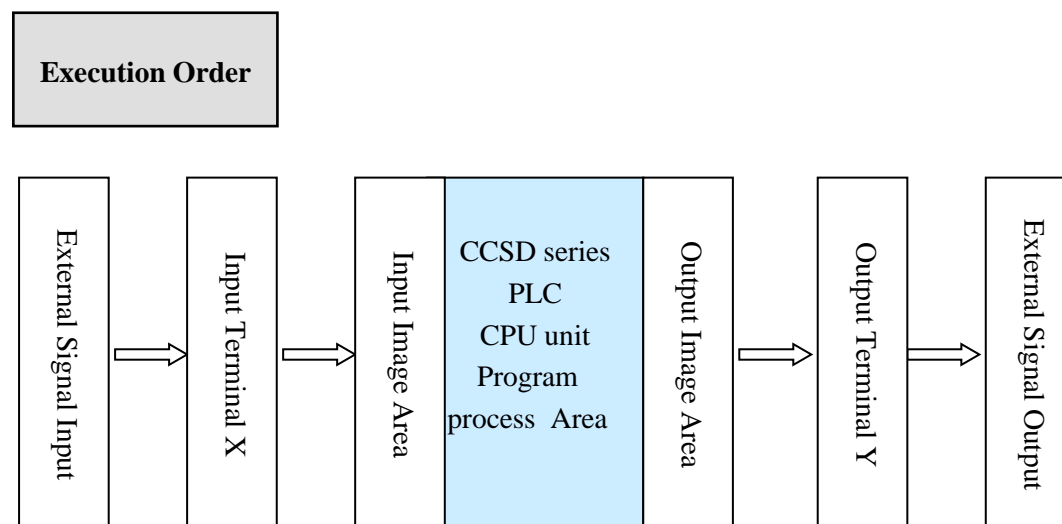 Execution Order
External Signal Input
Input Terminal X
Input Image Area
CCSD series
PLC
CPU unit
Program
process Area
Output Image Area
Output Terminal Y
External Signal Output